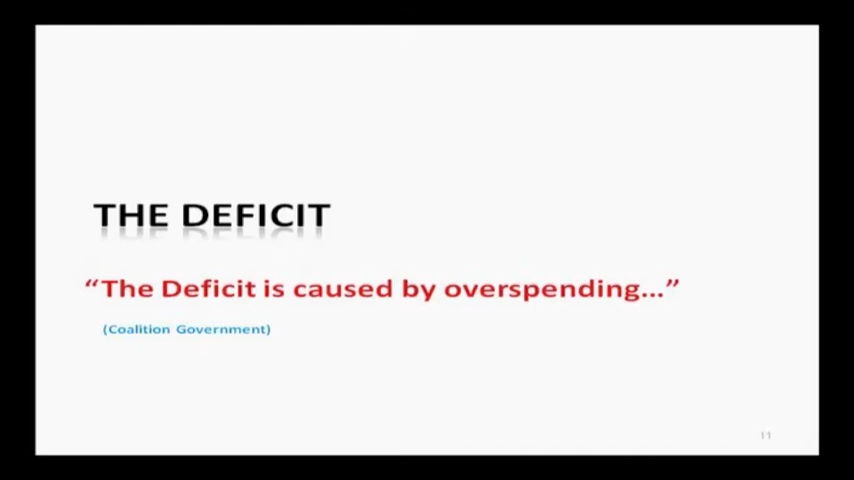 THE DEFICIT
“The Deficit is caused by overspending...”
(Coalition Government)
11